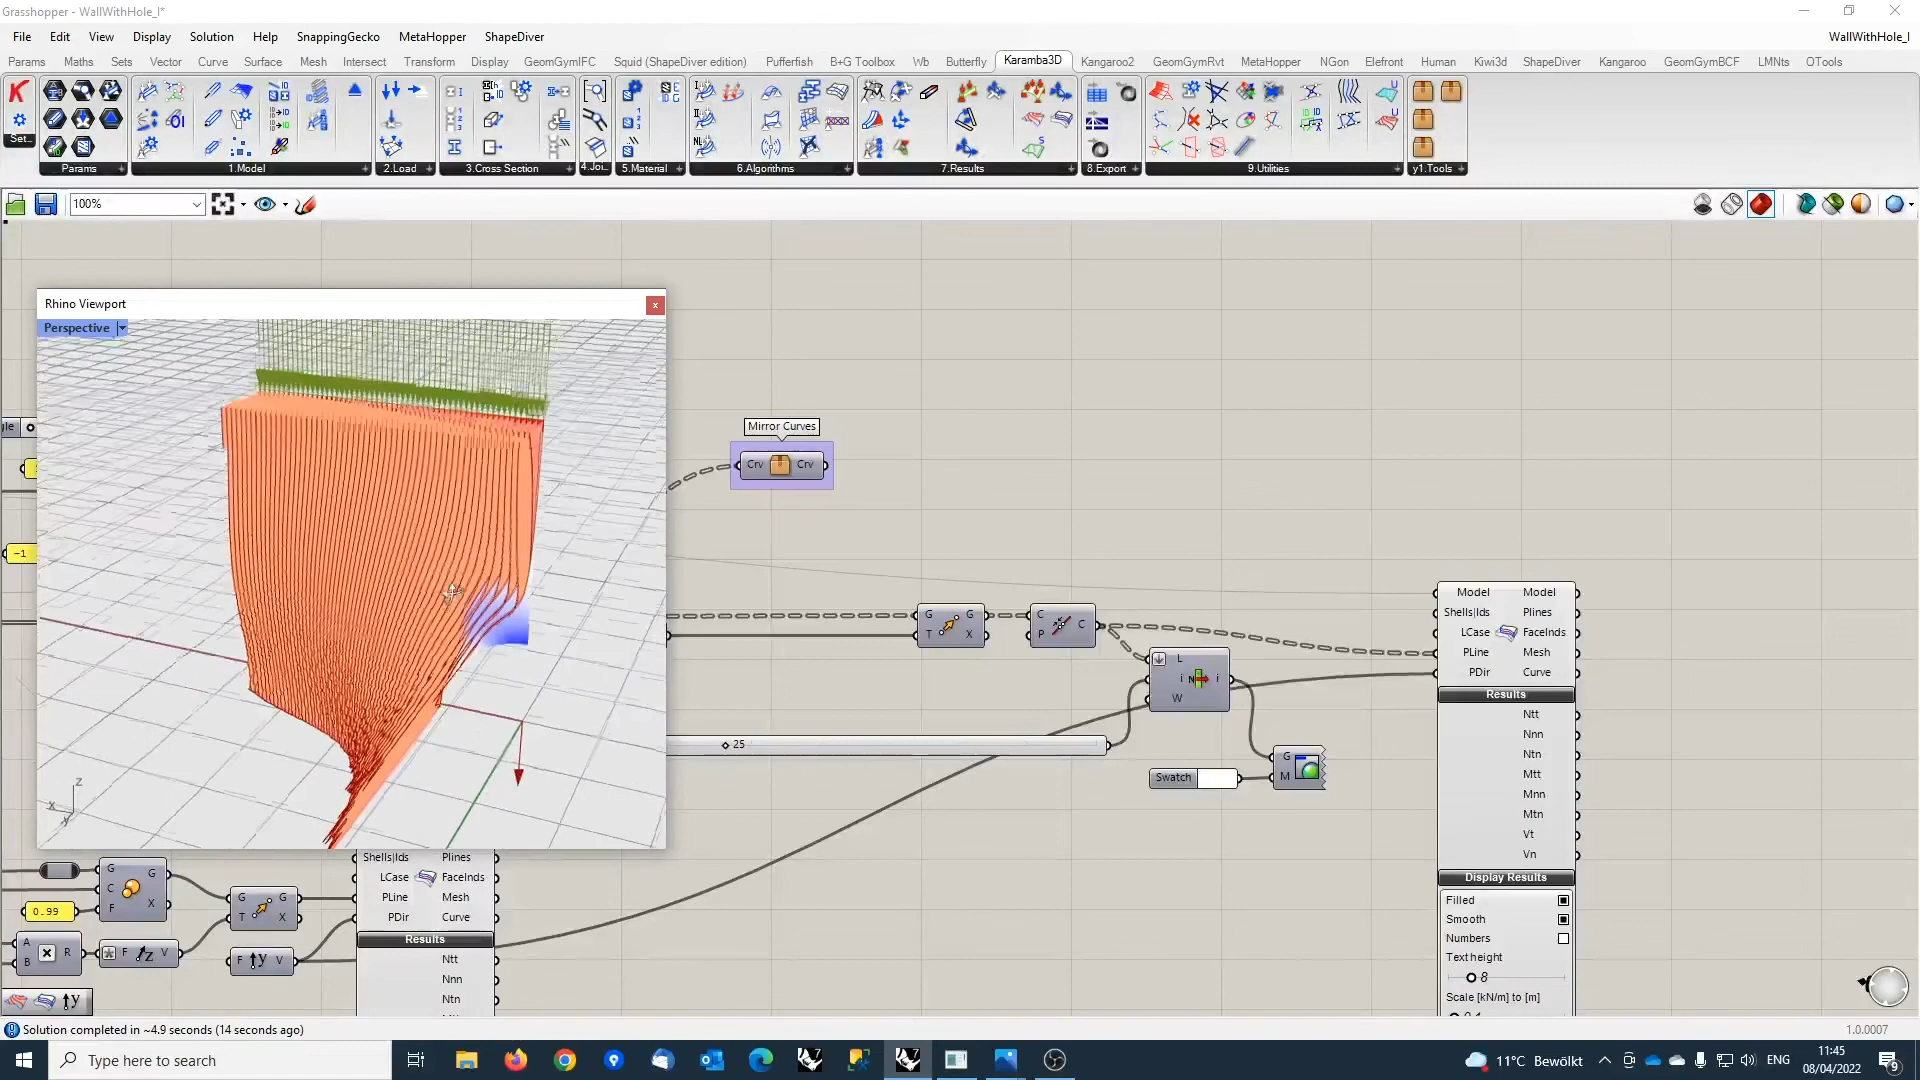 Grasshopper - WallWithHole_I*
File Edit View Display Solution Help SnappingGecko MetaHopper ShapeDiver WallWithHole_I
Params Maths Sets Vector Curve Surface Mesh Intersect Transform Display GeomGymIFC Squid (ShapeDiver edition) Pufferfish B+G Toolbox Wb Butterfly Karamba3D Kangaroo2 GeomGymRvt MetaHopper NGon Elefront Human Kiwi3d ShapeDiver Kangaroo GeomGymBCF LMNts OTools
Set..
Params 1.Model 2.Load 3.Cross Section 4.Joi.. 5.Material 6.Algorithms 7.Results 8.Export 9.Utilities y1.Tools
100%
Rhino Viewport
Perspective
Mirror Curves
Crv Crv
gle
-1
z
x
y
G G
T X
C C
P
L
i N i
W
25
Swatch
G
M
Model Model
Shells|Ids Plines
LCase FaceInds
PLine Mesh
PDir Curve
Results
Ntt
Nnn
Ntn
Mtt
Mnn
Mtn
Vt
Vn
Display Results
Filled
Smooth
Numbers
Text height
8
Scale [kN/m] to [m]
Shells|Ids Plines
LCase FaceInds
PLine Mesh
PDir Curve
Results
Ntt
Nnn
Ntn
G G
C
F X
0.99
G G
T X
A R
B
F z V
F y V
y
Solution completed in ~4.9 seconds (14 seconds ago)
1.0.0007
Type here to search
11°C Bewölkt
ENG
11:45
08/04/2022
9